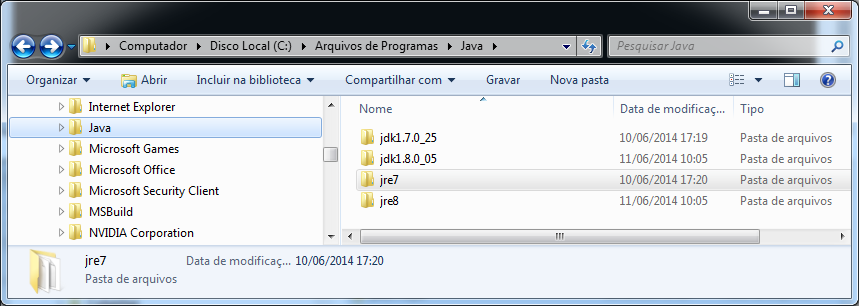 Computador Disco Local (C:) Arquivos de Programas Java
Pesquisar Java
Organizar Abrir Incluir na biblioteca Compartilhar com Gravar Nova pasta
Internet Explorer
Java
Microsoft Games
Microsoft Office
Microsoft Security Client
MSBuild
NVIDIA Corporation
Nome Data de modificaç... Tipo
jdk1.7.0_25 10/06/2014 17:19 Pasta de arquivos
jdk1.8.0_05 11/06/2014 10:05 Pasta de arquivos
jre7 10/06/2014 17:20 Pasta de arquivos
jre8 11/06/2014 10:05 Pasta de arquivos
jre7 Data de modificaç... 10/06/2014 17:20
Pasta de arquivos